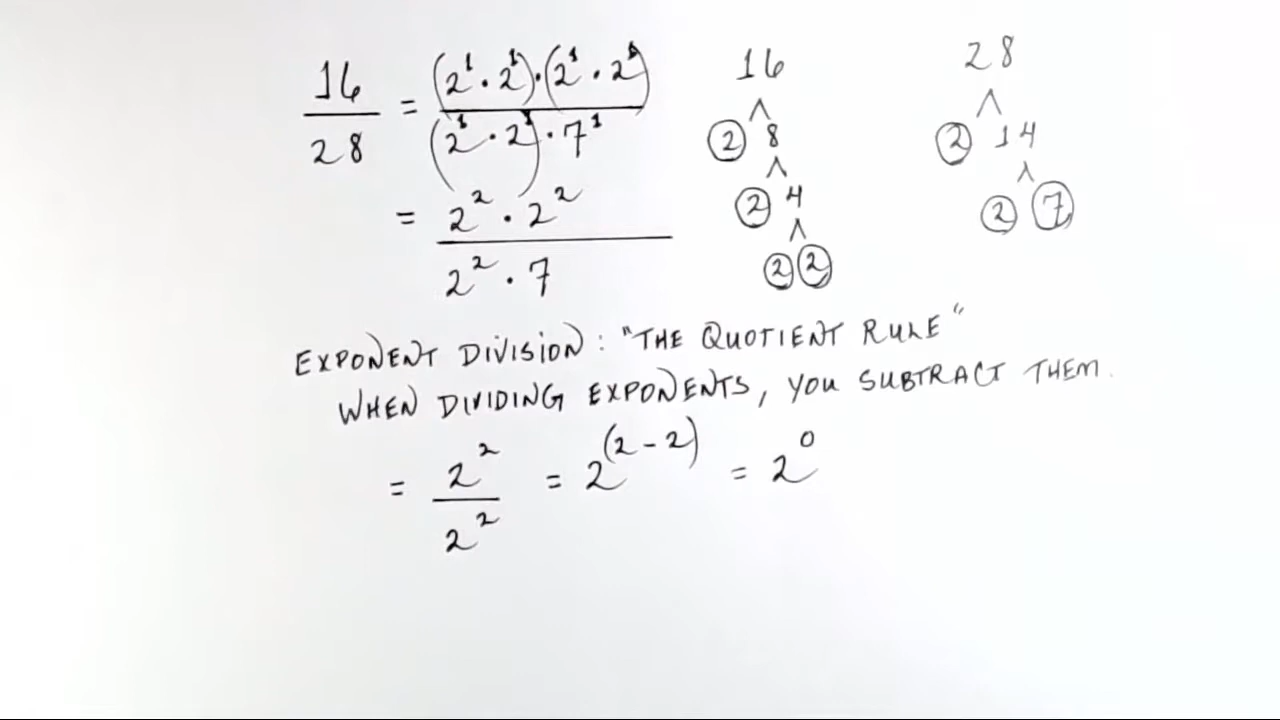 16/28 = (2¹ · 2¹) · (2¹ · 2¹) / (2¹ · 2¹) · 7¹
= 2² · 2² / 2² · 7
16
2 8
2 4
2 2
28
2 14
2 7
EXPONENT DIVISION: "THE QUOTIENT RULE"
WHEN DIVIDING EXPONENTS, YOU SUBTRACT THEM.
= 2²/2² = 2⁽²⁻²⁾ = 2⁰